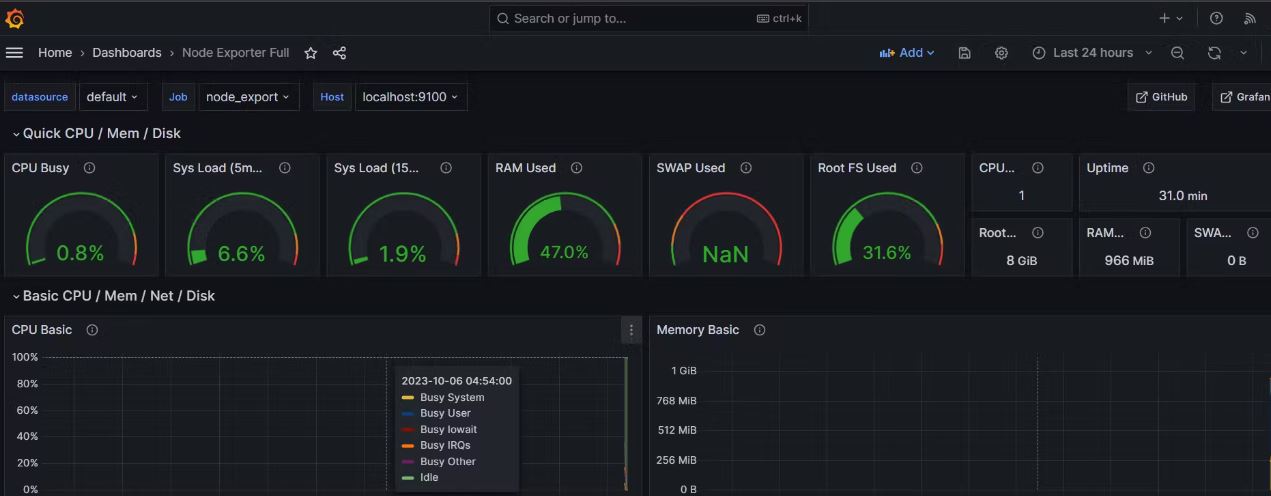 Search or jump to... ctrl+k
Home › Dashboards › Node Exporter Full Add Last 24 hours
datasource default Job node_export Host localhost:9100 GitHub Grafan
Quick CPU / Mem / Disk
CPU Busy Sys Load (5m... Sys Load (15... RAM Used SWAP Used Root FS Used CPU... Uptime
1 31.0 min
Root... RAM... SWA...
0.8% 6.6% 1.9% 47.0% NaN 31.6% 8 GiB 966 MiB 0 B
Basic CPU / Mem / Net / Disk
CPU Basic Memory Basic
100%
80%
60%
40%
20%
0%
2023-10-06 04:54:00
Busy System
Busy User
Busy Iowait
Busy IRQs
Busy Other
Idle
1 GiB
768 MiB
512 MiB
256 MiB
0 B